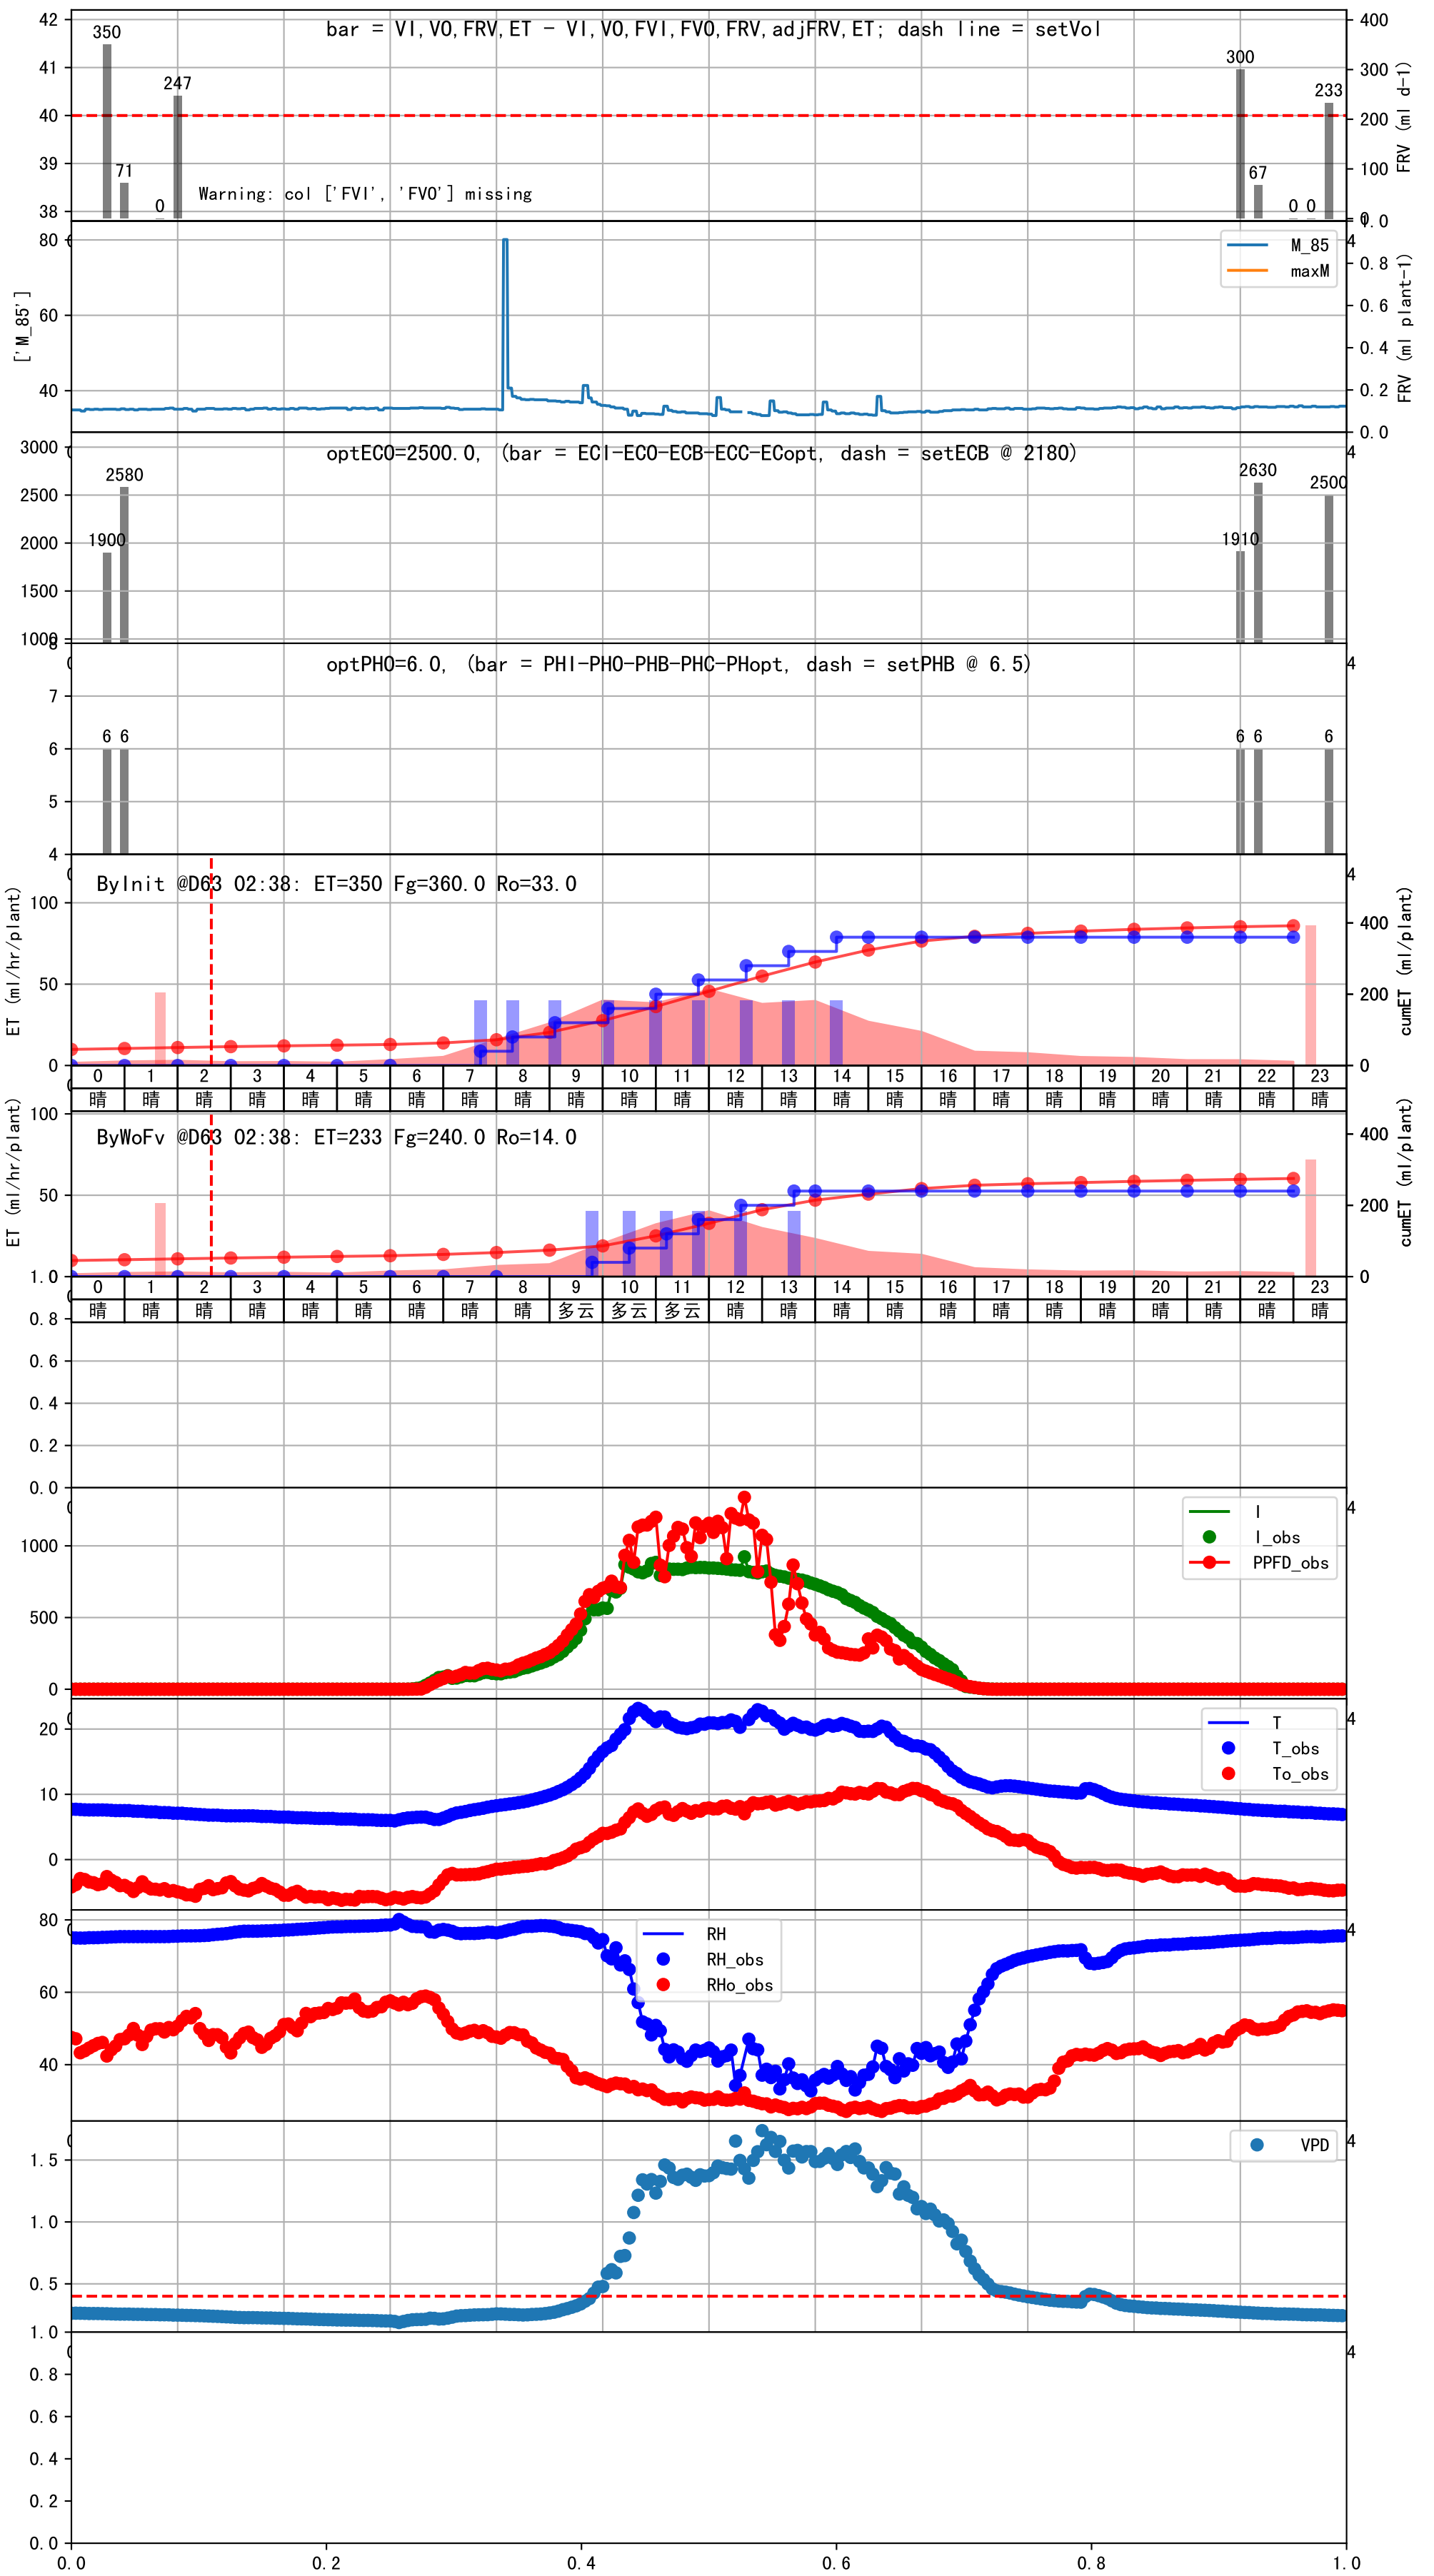 bar = VI,VO,FRV,ET - VI,VO,FVI,FVO,FRV,adjFRV,ET; dash line = setVol
42 41 40 39 38
350 71 0 247 300 67 0 0 233
400 300 200 100
FRV (ml d-1)
Warning: col ['FVI', 'FVO'] missing
['M_85']
80 60 40
M_85
maxM
1.0 0.8 0.6 0.4 0.2 0.0
FRV (ml plant-1)
optECO=2500.0, (bar = ECI-ECO-ECB-ECC-ECopt, dash = setECB @ 2180)
3000 2500 2000 1500 1000
1900 2580 1910 2630 2500
optPHO=6.0, (bar = PHI-PHO-PHB-PHC-PHopt, dash = setPHB @ 6.5)
7 6 5 4
6 6 6 6 6
ByInit @D63 02:38: ET=350 Fg=360.0 Ro=33.0
ET (ml/hr/plant)
100 50 0
400 200 0
cumET (ml/plant)
0 1 2 3 4 5 6 7 8 9 10 11 12 13 14 15 16 17 18 19 20 21 22 23
晴 晴 晴 晴 晴 晴 晴 晴 晴 晴 晴 晴 晴 晴 晴 晴 晴 晴 晴 晴 晴 晴 晴 晴
ByWoFv @D63 02:38: ET=233 Fg=240.0 Ro=14.0
ET (ml/hr/plant)
100 50
400 200 0
cumET (ml/plant)
0 1 2 3 4 5 6 7 8 9 10 11 12 13 14 15 16 17 18 19 20 21 22 23
晴 晴 晴 晴 晴 晴 晴 晴 晴 多云 多云 多云 晴 晴 晴 晴 晴 晴 晴 晴 晴 晴 晴 晴
1.0 0.8 0.6 0.4 0.2 0.0
I
I_obs
PPFD_obs
1000 500 0
T
T_obs
To_obs
20 10 0
RH
RH_obs
RHo_obs
80 60 40
VPD
1.5 1.0 0.5
1.0 0.8 0.6 0.4 0.2 0.0
0.0 0.2 0.4 0.6 0.8 1.0